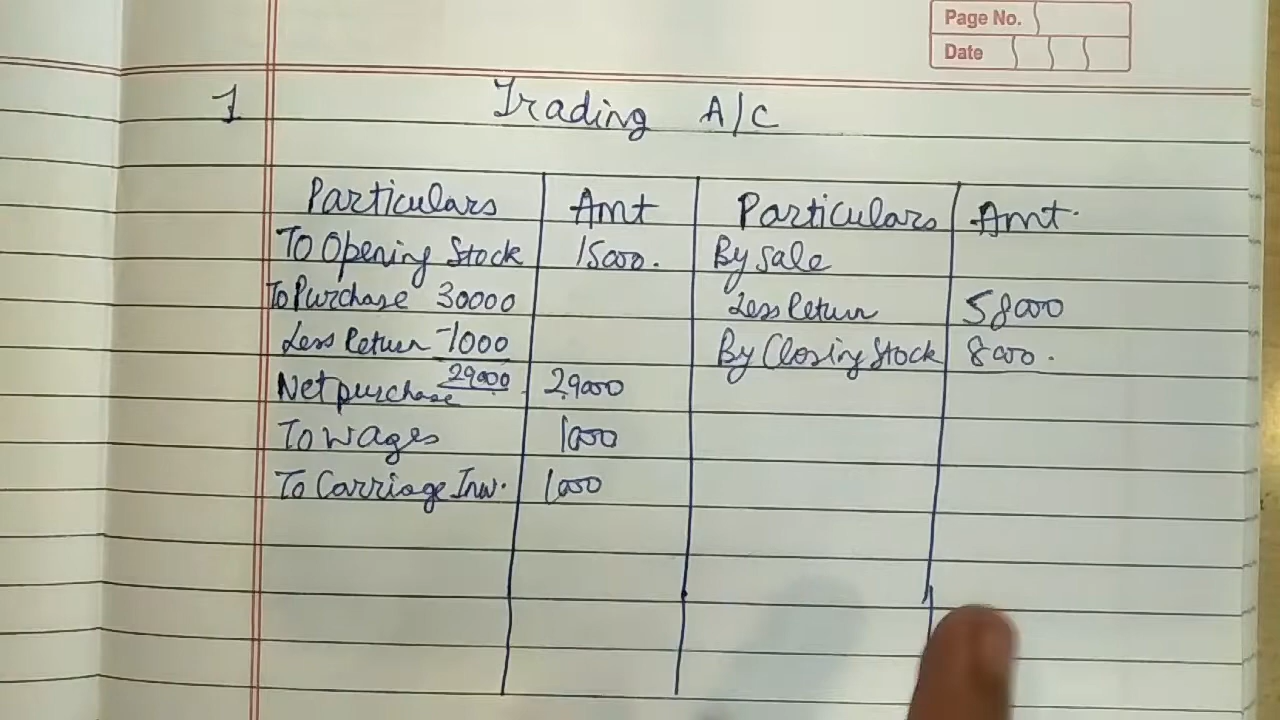 Page No.
Date
1 Trading A/C
Particulars Amt Particulars Amt.
To Opening Stock 15000. By sale
To Purchase 30000 Less Return 58000
Less Return -1000 By Closing Stock 8000.
Net purchase 29000 29000
To wages 1000
To Carriage Inw. 1000